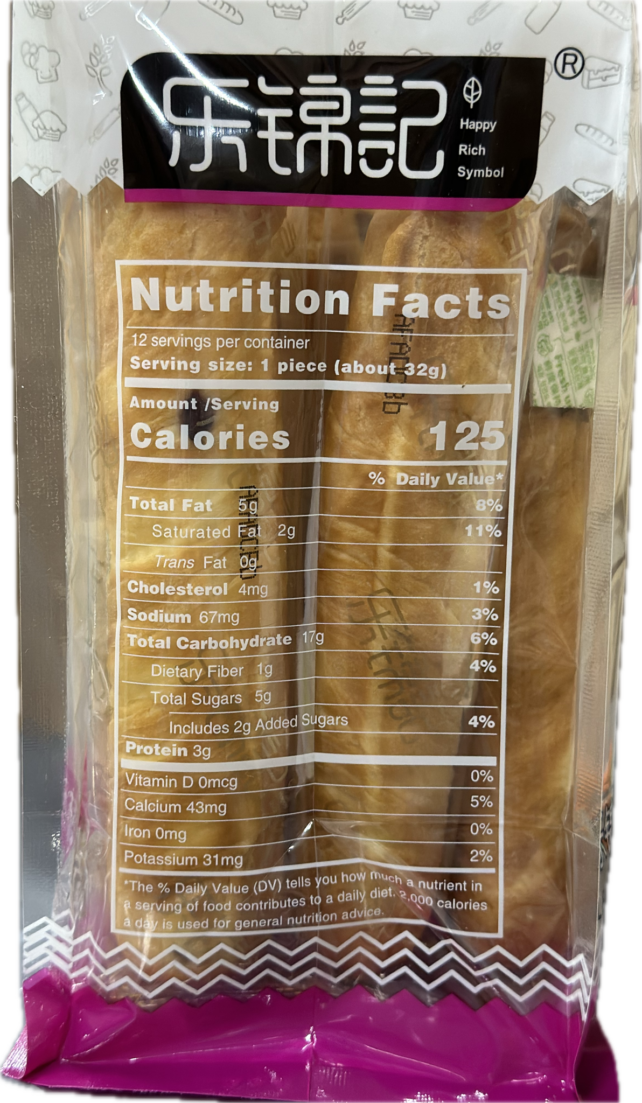 乐锦記
®
Happy
Rich
Symbol
Nutrition Facts
12 servings per container
Serving size: 1 piece (about 32g)
Amount /Serving
Calories 125
% Daily Value*
Total Fat 5g 8%
Saturated Fat 2g 11%
Trans Fat 0g
Cholesterol 4mg 1%
Sodium 67mg 3%
Total Carbohydrate 17g 6%
Dietary Fiber 1g 4%
Total Sugars 5g
Includes 2g Added Sugars 4%
Protein 3g
Vitamin D 0mcg 0%
Calcium 43mg 5%
Iron 0mg 0%
Potassium 31mg 2%
*The % Daily Value (DV) tells you how much a nutrient in
a serving of food contributes to a daily diet. 2,000 calories
a day is used for general nutrition advice.